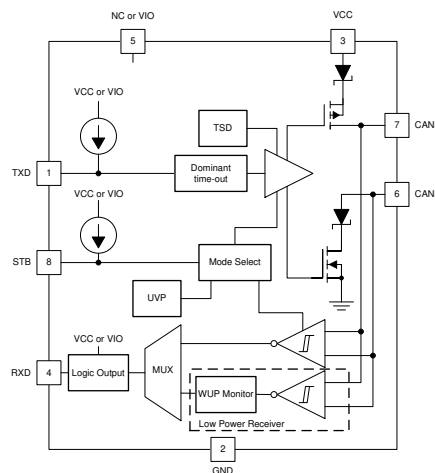 NC or VIO
VCC
5
3
VCC or VIO
TSD
7
CAN
TXD
1
Dominant
time-out
VCC or VIO
6
CAN
STB
8
Mode Select
UVP
VCC or VIO
RXD
4
Logic Output
MUX
WUP Monitor
Low Power Receiver
2
GND